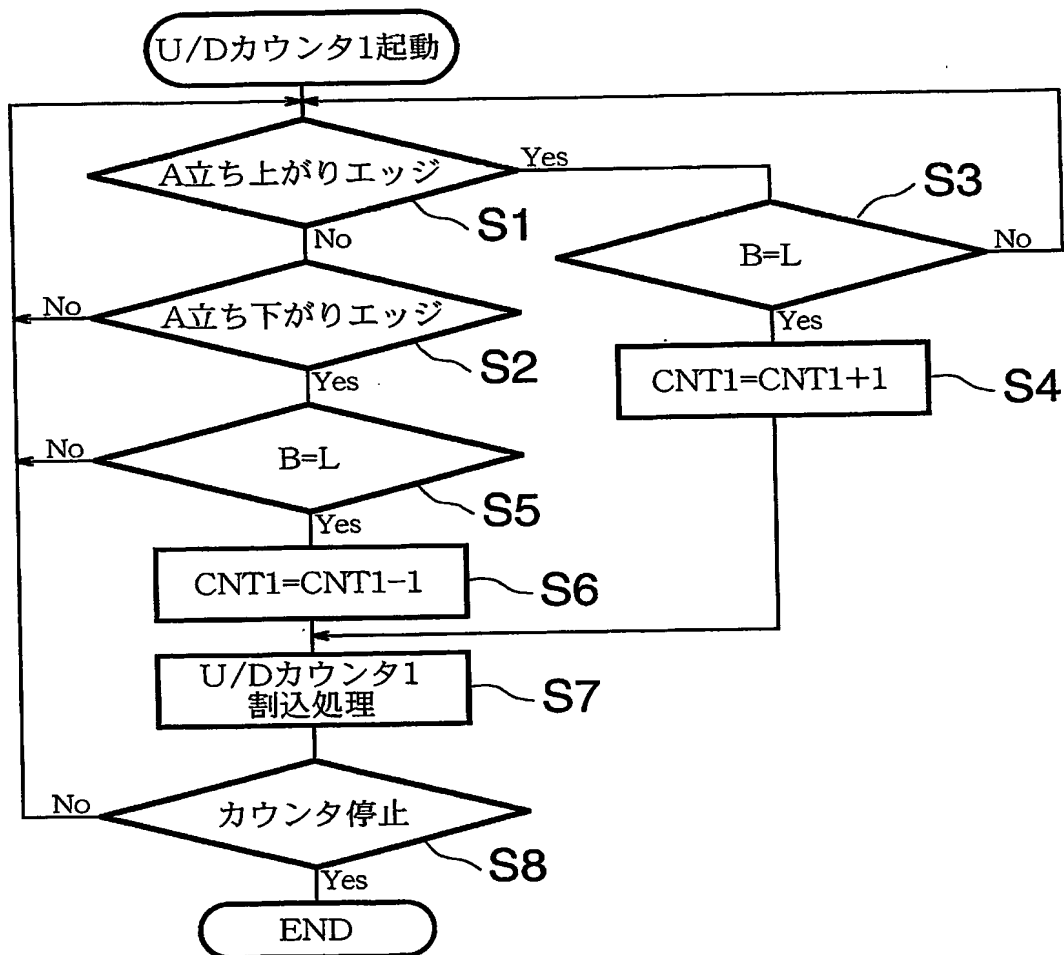 U/Dカウンタ1起動
A立ち上がりエッジ
Yes
S1
No
S3
B=L
No
Yes
A立ち下がりエッジ
No
S2
Yes
CNT1=CNT1+1
S4
B=L
No
S5
Yes
CNT1=CNT1-1
S6
U/Dカウンタ1
割込処理
S7
カウンタ停止
No
S8
Yes
END